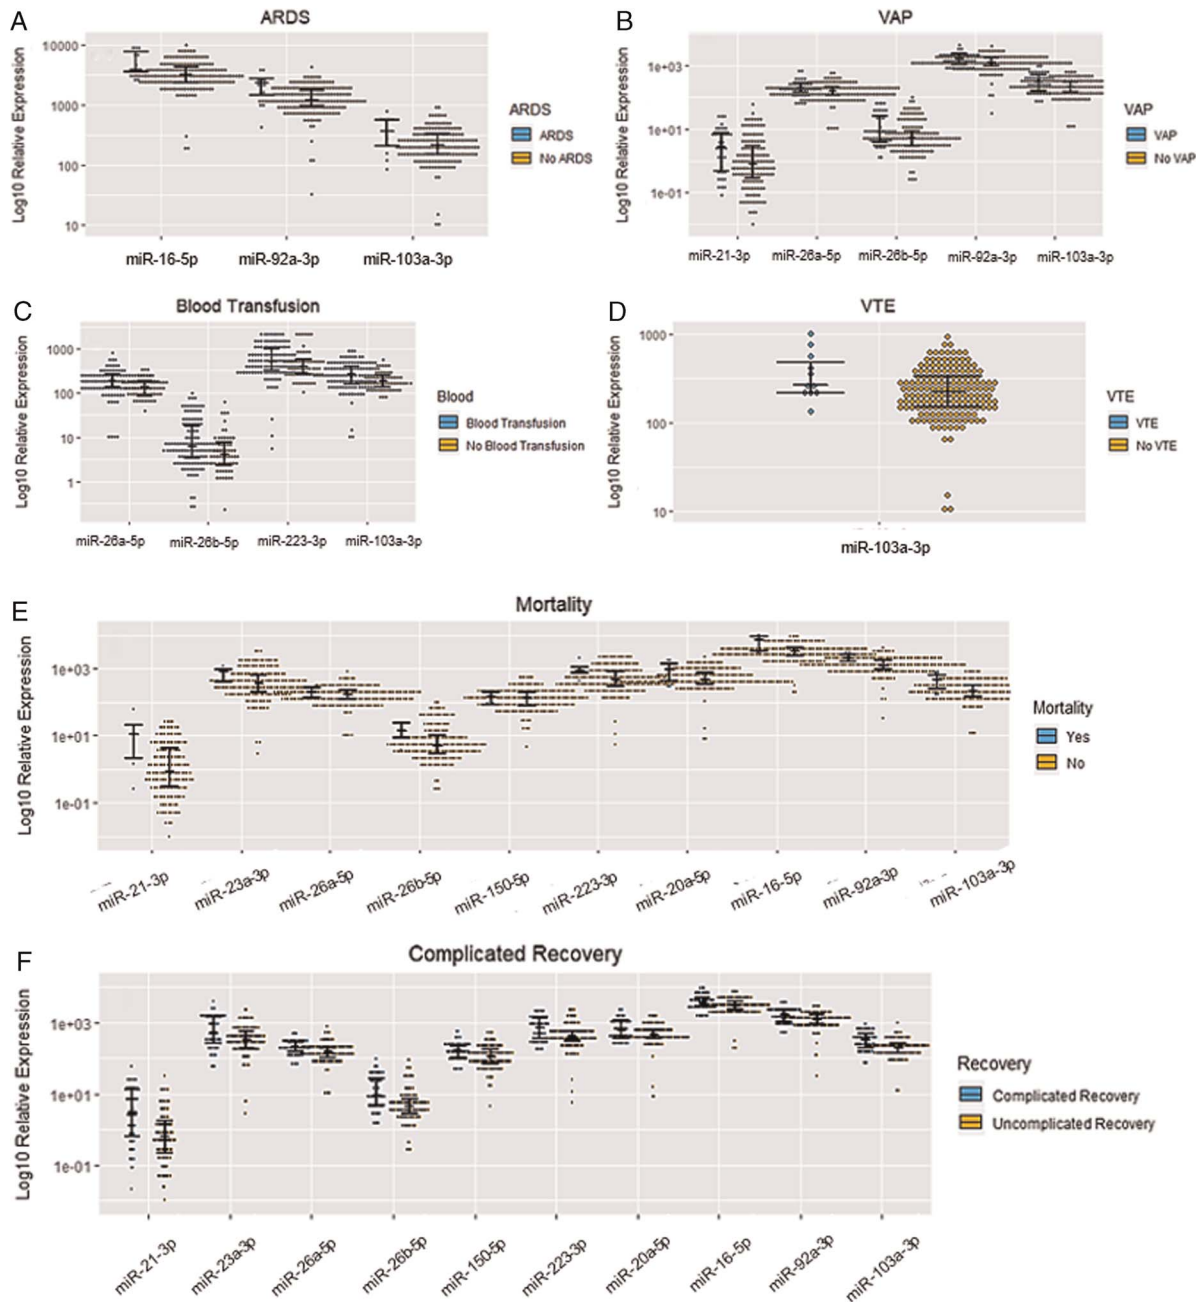 A
ARDS
Log10 Relative Expression
10000
1000
100
10
miR-16-5p
miR-92a-3p
miR-103a-3p
ARDS
ARDS
No ARDS
B
VAP
Log10 Relative Expression
1e+03
1e+01
1e-01
miR-21-3p
miR-26a-5p
miR-26b-5p
miR-92a-3p
miR-103a-3p
VAP
VAP
No VAP
C
Blood Transfusion
Log10 Relative Expression
1000
100
10
1
miR-26a-5p
miR-26b-5p
miR-223-3p
miR-103a-3p
Blood
Blood Transfusion
No Blood Transfusion
D
VTE
Log10 Relative Expression
1000
100
10
miR-103a-3p
VTE
VTE
No VTE
E
Mortality
Log10 Relative Expression
1e+03
1e+01
1e-01
miR-21-3p
miR-23a-3p
miR-26a-5p
miR-26b-5p
miR-150-5p
miR-223-3p
miR-20a-5p
miR-16-5p
miR-92a-3p
miR-103a-3p
Mortality
Yes
No
F
Complicated Recovery
Log10 Relative Expression
1e+03
1e+01
1e-01
miR-21-3p
miR-23a-3p
miR-26a-5p
miR-26b-5p
miR-150-5p
miR-223-3p
miR-20a-5p
miR-16-5p
miR-92a-3p
miR-103a-3p
Recovery
Complicated Recovery
Uncomplicated Recovery